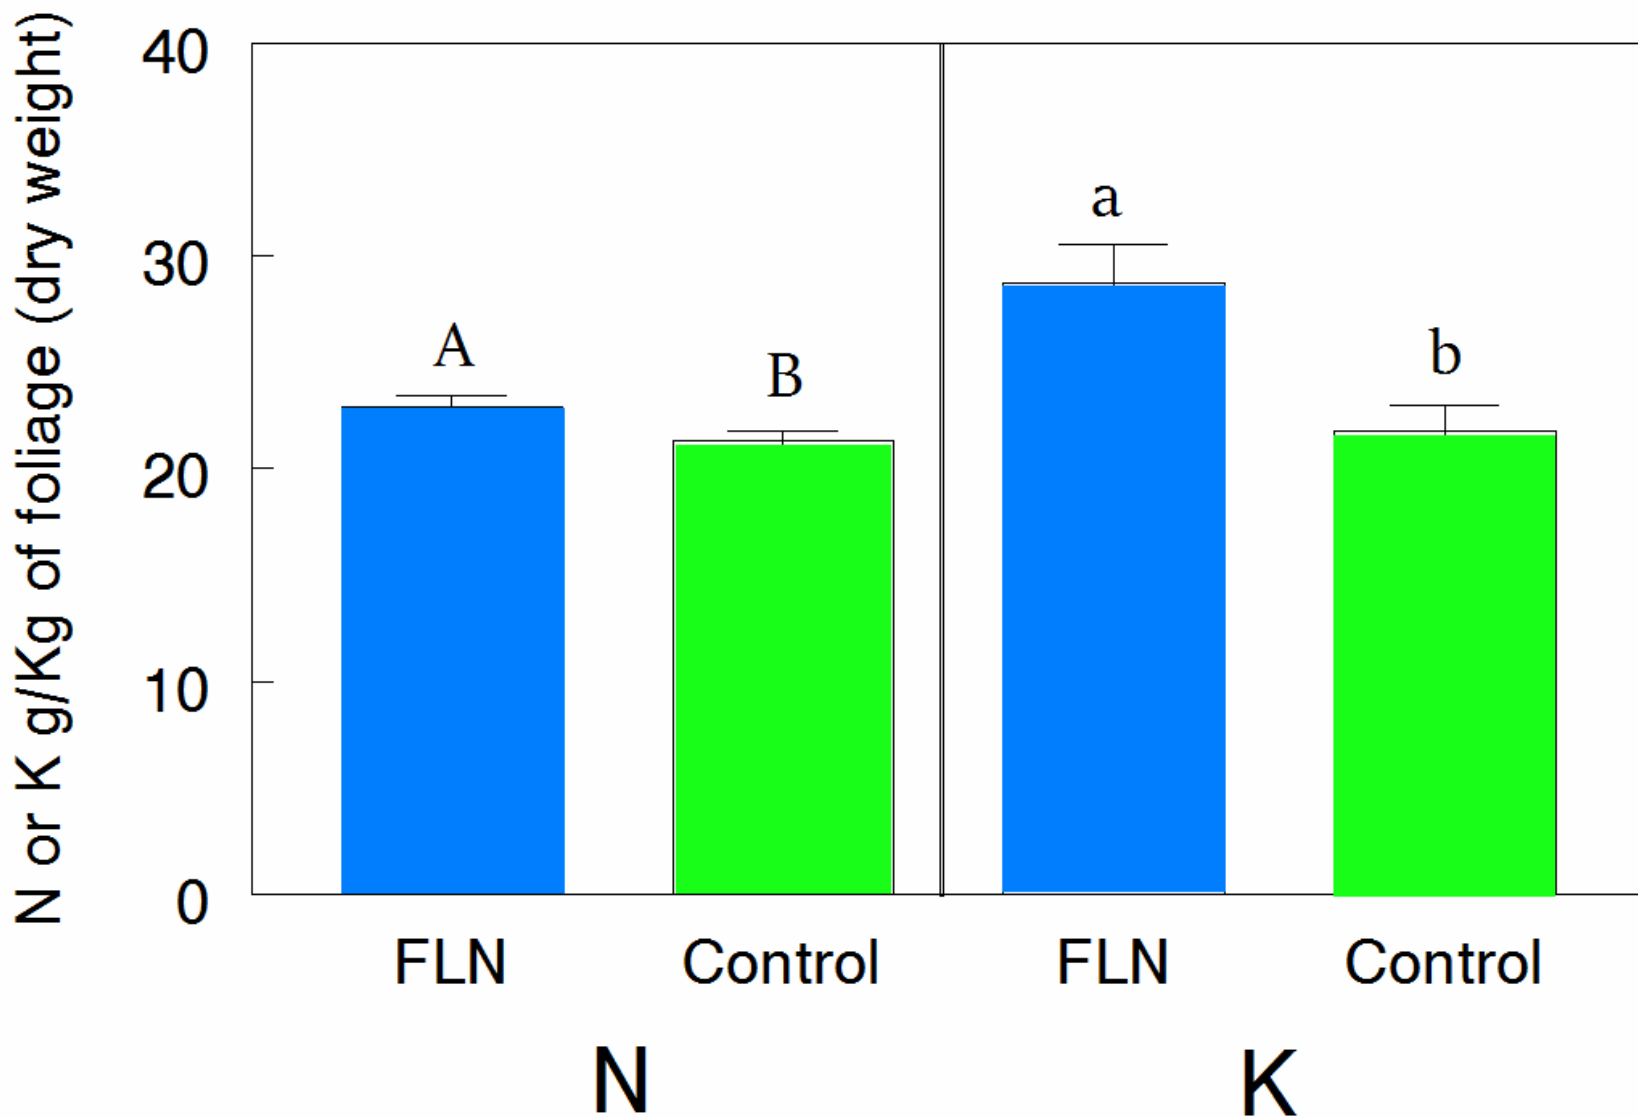 N or K g/Kg of foliage (dry weight)
40
30
20
10
0
A
B
a
b
FLN
Control
FLN
Control
N
K